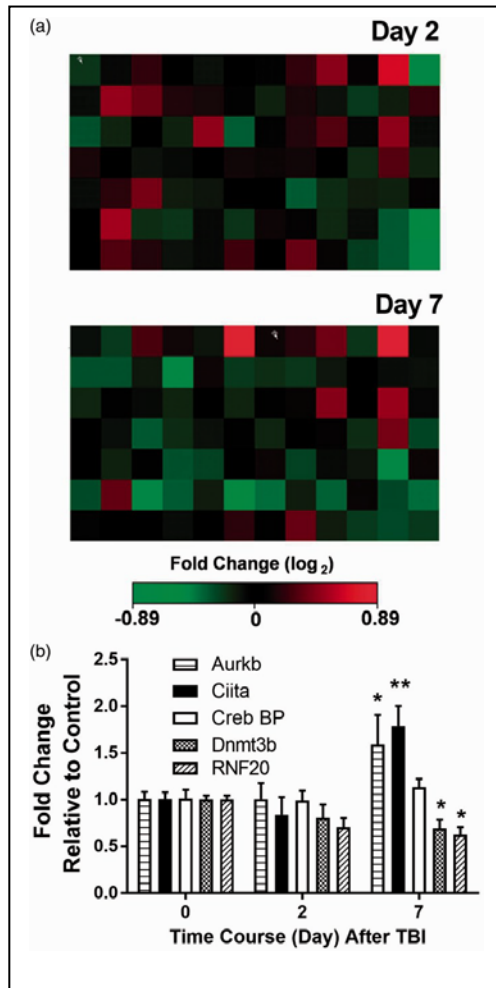 (a)
Day 2
Day 7
Fold Change (log2)
-0.89 0 0.89
(b)
Fold Change
Relative to Control
2.5
2.0
1.5
1.0
0.5
0.0
Aurkb
Ciita
Creb BP
Dnmt3b
RNF20
* ** * *
0 2 7
Time Course (Day) After TBI